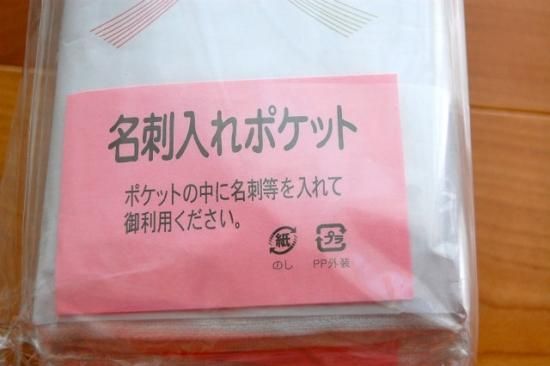 名刺入れポケット
ポケットの中に名刺等を入れて
御利用ください。
紙 プラ
のし PP外装